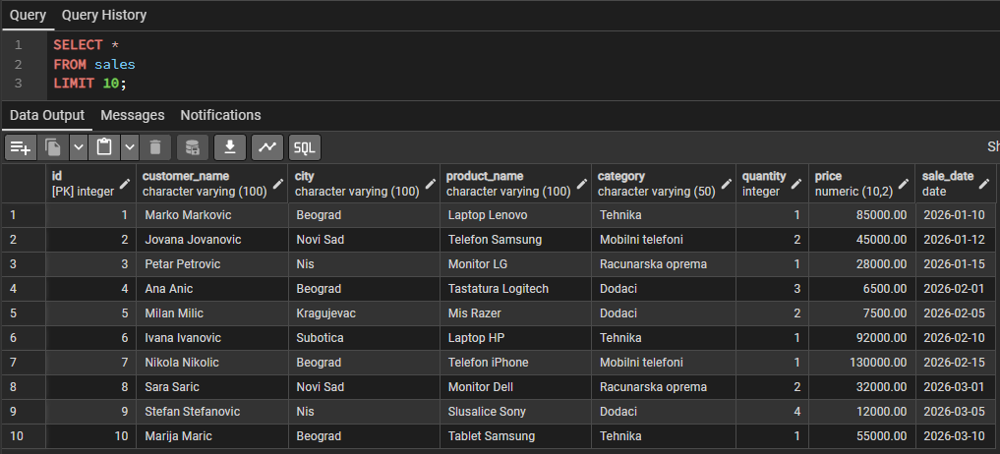 Query Query History
1 SELECT *
2 FROM sales
3 LIMIT 10;
Data Output Messages Notifications
SQL Sh
id customer_name city product_name category quantity price sale_date
[PK] integer character varying (100) character varying (100) character varying (100) character varying (50) integer numeric (10,2) date
1 1 Marko Markovic Beograd Laptop Lenovo Tehnika 1 85000.00 2026-01-10
2 2 Jovana Jovanovic Novi Sad Telefon Samsung Mobilni telefoni 2 45000.00 2026-01-12
3 3 Petar Petrovic Nis Monitor LG Racunarska oprema 1 28000.00 2026-01-15
4 4 Ana Anic Beograd Tastatura Logitech Dodaci 3 6500.00 2026-02-01
5 5 Milan Milic Kragujevac Mis Razer Dodaci 2 7500.00 2026-02-05
6 6 Ivana Ivanovic Subotica Laptop HP Tehnika 1 92000.00 2026-02-10
7 7 Nikola Nikolic Beograd Telefon iPhone Mobilni telefoni 1 130000.00 2026-02-15
8 8 Sara Saric Novi Sad Monitor Dell Racunarska oprema 2 32000.00 2026-03-01
9 9 Stefan Stefanovic Nis Slusalice Sony Dodaci 4 12000.00 2026-03-05
10 10 Marija Maric Beograd Tablet Samsung Tehnika 1 55000.00 2026-03-10